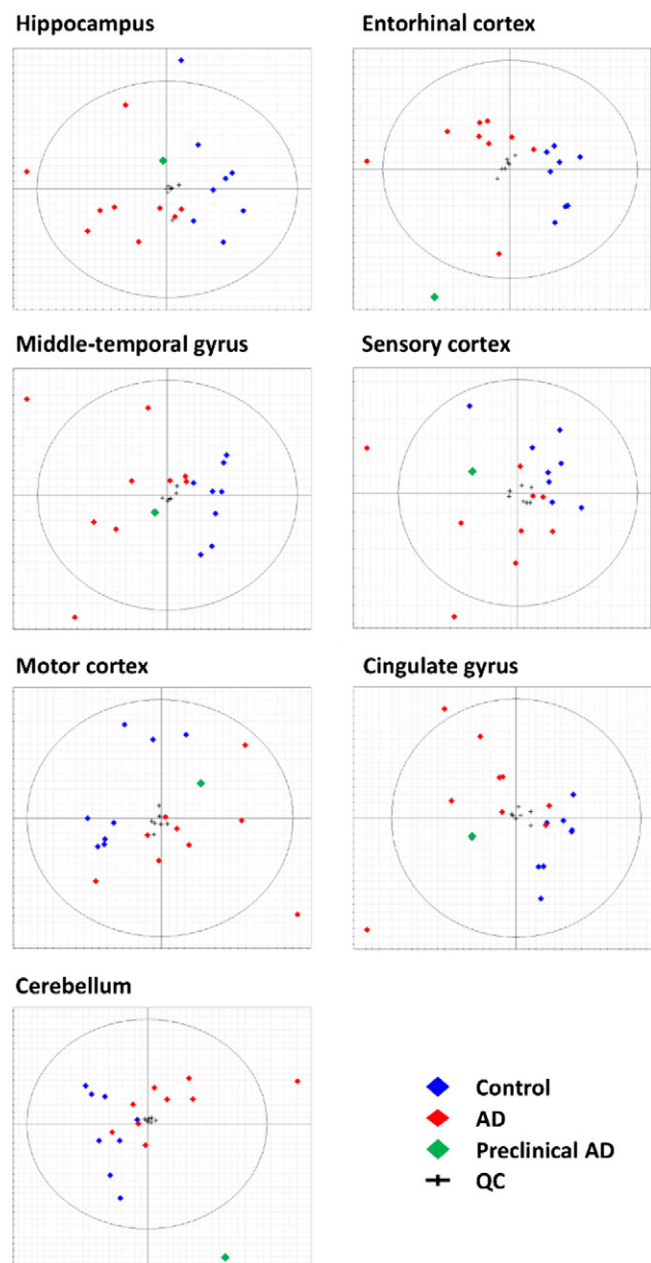 Hippocampus
Entorhinal cortex
Middle-temporal gyrus
Sensory cortex
Motor cortex
Cingulate gyrus
Cerebellum
Control
AD
Preclinical AD
QC